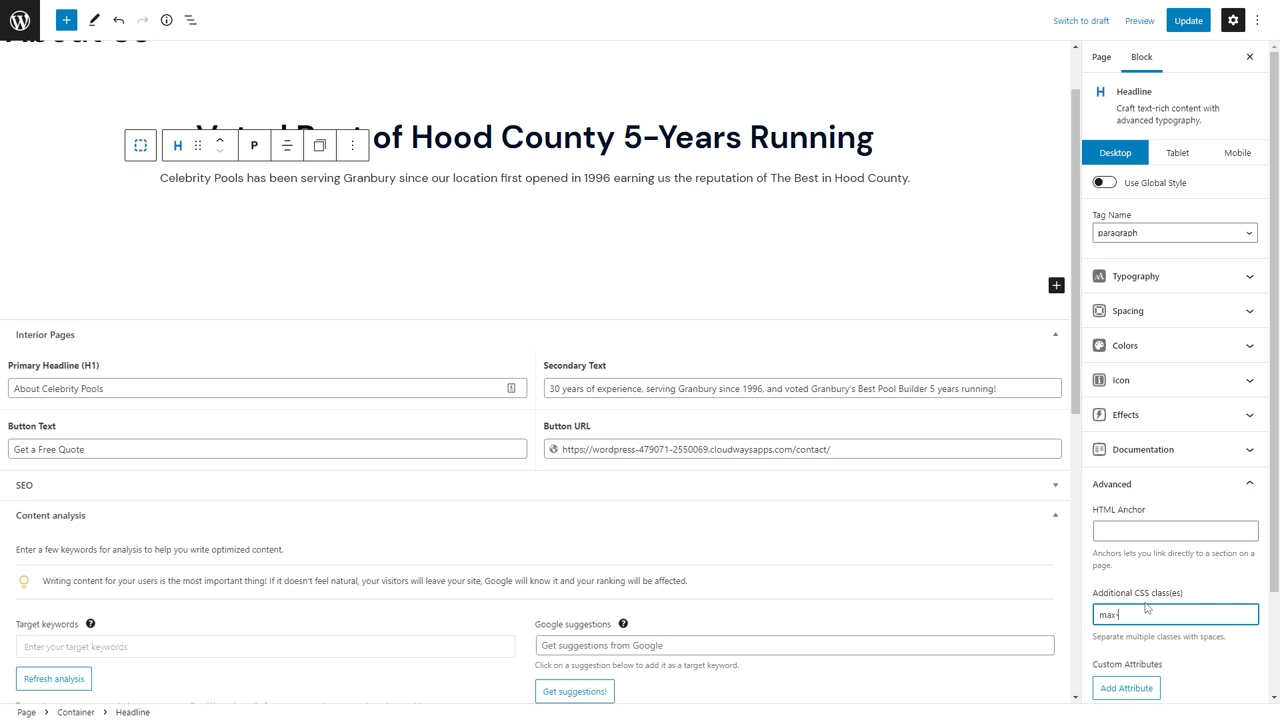 Switch to draft
Preview
Update
About Us
Voted Best of Hood County 5-Years Running
H
P
Celebrity Pools has been serving Granbury since our location first opened in 1996 earning us the reputation of The Best in Hood County.
Interior Pages
Primary Headline (H1)
Secondary Text
About Celebrity Pools
30 years of experience, serving Granbury since 1996, and voted Granbury's Best Pool Builder 5 years running!
Button Text
Button URL
Get a Free Quote
https://wordpress-479071-2550069.cloudwaysapps.com/contact/
SEO
Content analysis
Enter a few keywords for analysis to help you write optimized content.
Writing content for your users is the most important thing! If it doesn't feel natural, your visitors will leave your site, Google will know it and your ranking will be affected.
Target keywords
Google suggestions
Enter your target keywords
Get suggestions from Google
Click on a suggestion below to add it as a target keyword.
Refresh analysis
Get suggestions!
Page > Container > Headline
Page
Block
H Headline
Craft text-rich content with
advanced typography.
Desktop
Tablet
Mobile
Use Global Style
Tag Name
paragraph
Typography
Spacing
Colors
Icon
Effects
Documentation
Advanced
HTML Anchor
Anchors lets you link directly to a section on a
page.
Additional CSS class(es)
max-
Separate multiple classes with spaces.
Custom Attributes
Add Attribute